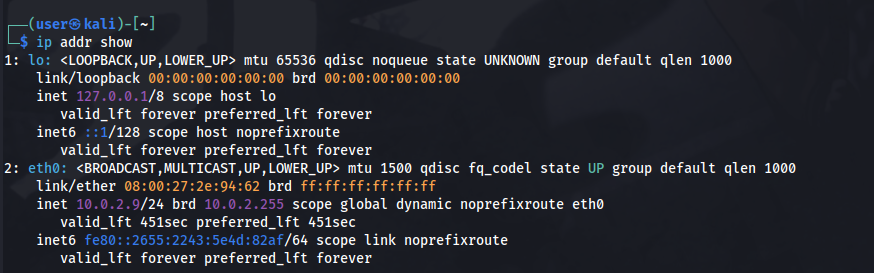 ┌──(user㉿kali)-[~]
└─$ ip addr show
1: lo: <LOOPBACK,UP,LOWER_UP> mtu 65536 qdisc noqueue state UNKNOWN group default qlen 1000
    link/loopback 00:00:00:00:00:00 brd 00:00:00:00:00:00
    inet 127.0.0.1/8 scope host lo
       valid_lft forever preferred_lft forever
    inet6 ::1/128 scope host noprefixroute
       valid_lft forever preferred_lft forever
2: eth0: <BROADCAST,MULTICAST,UP,LOWER_UP> mtu 1500 qdisc fq_codel state UP group default qlen 1000
    link/ether 08:00:27:2e:94:62 brd ff:ff:ff:ff:ff:ff
    inet 10.0.2.9/24 brd 10.0.2.255 scope global dynamic noprefixroute eth0
       valid_lft 451sec preferred_lft 451sec
    inet6 fe80::2655:2243:5e4d:82af/64 scope link noprefixroute
       valid_lft forever preferred_lft forever